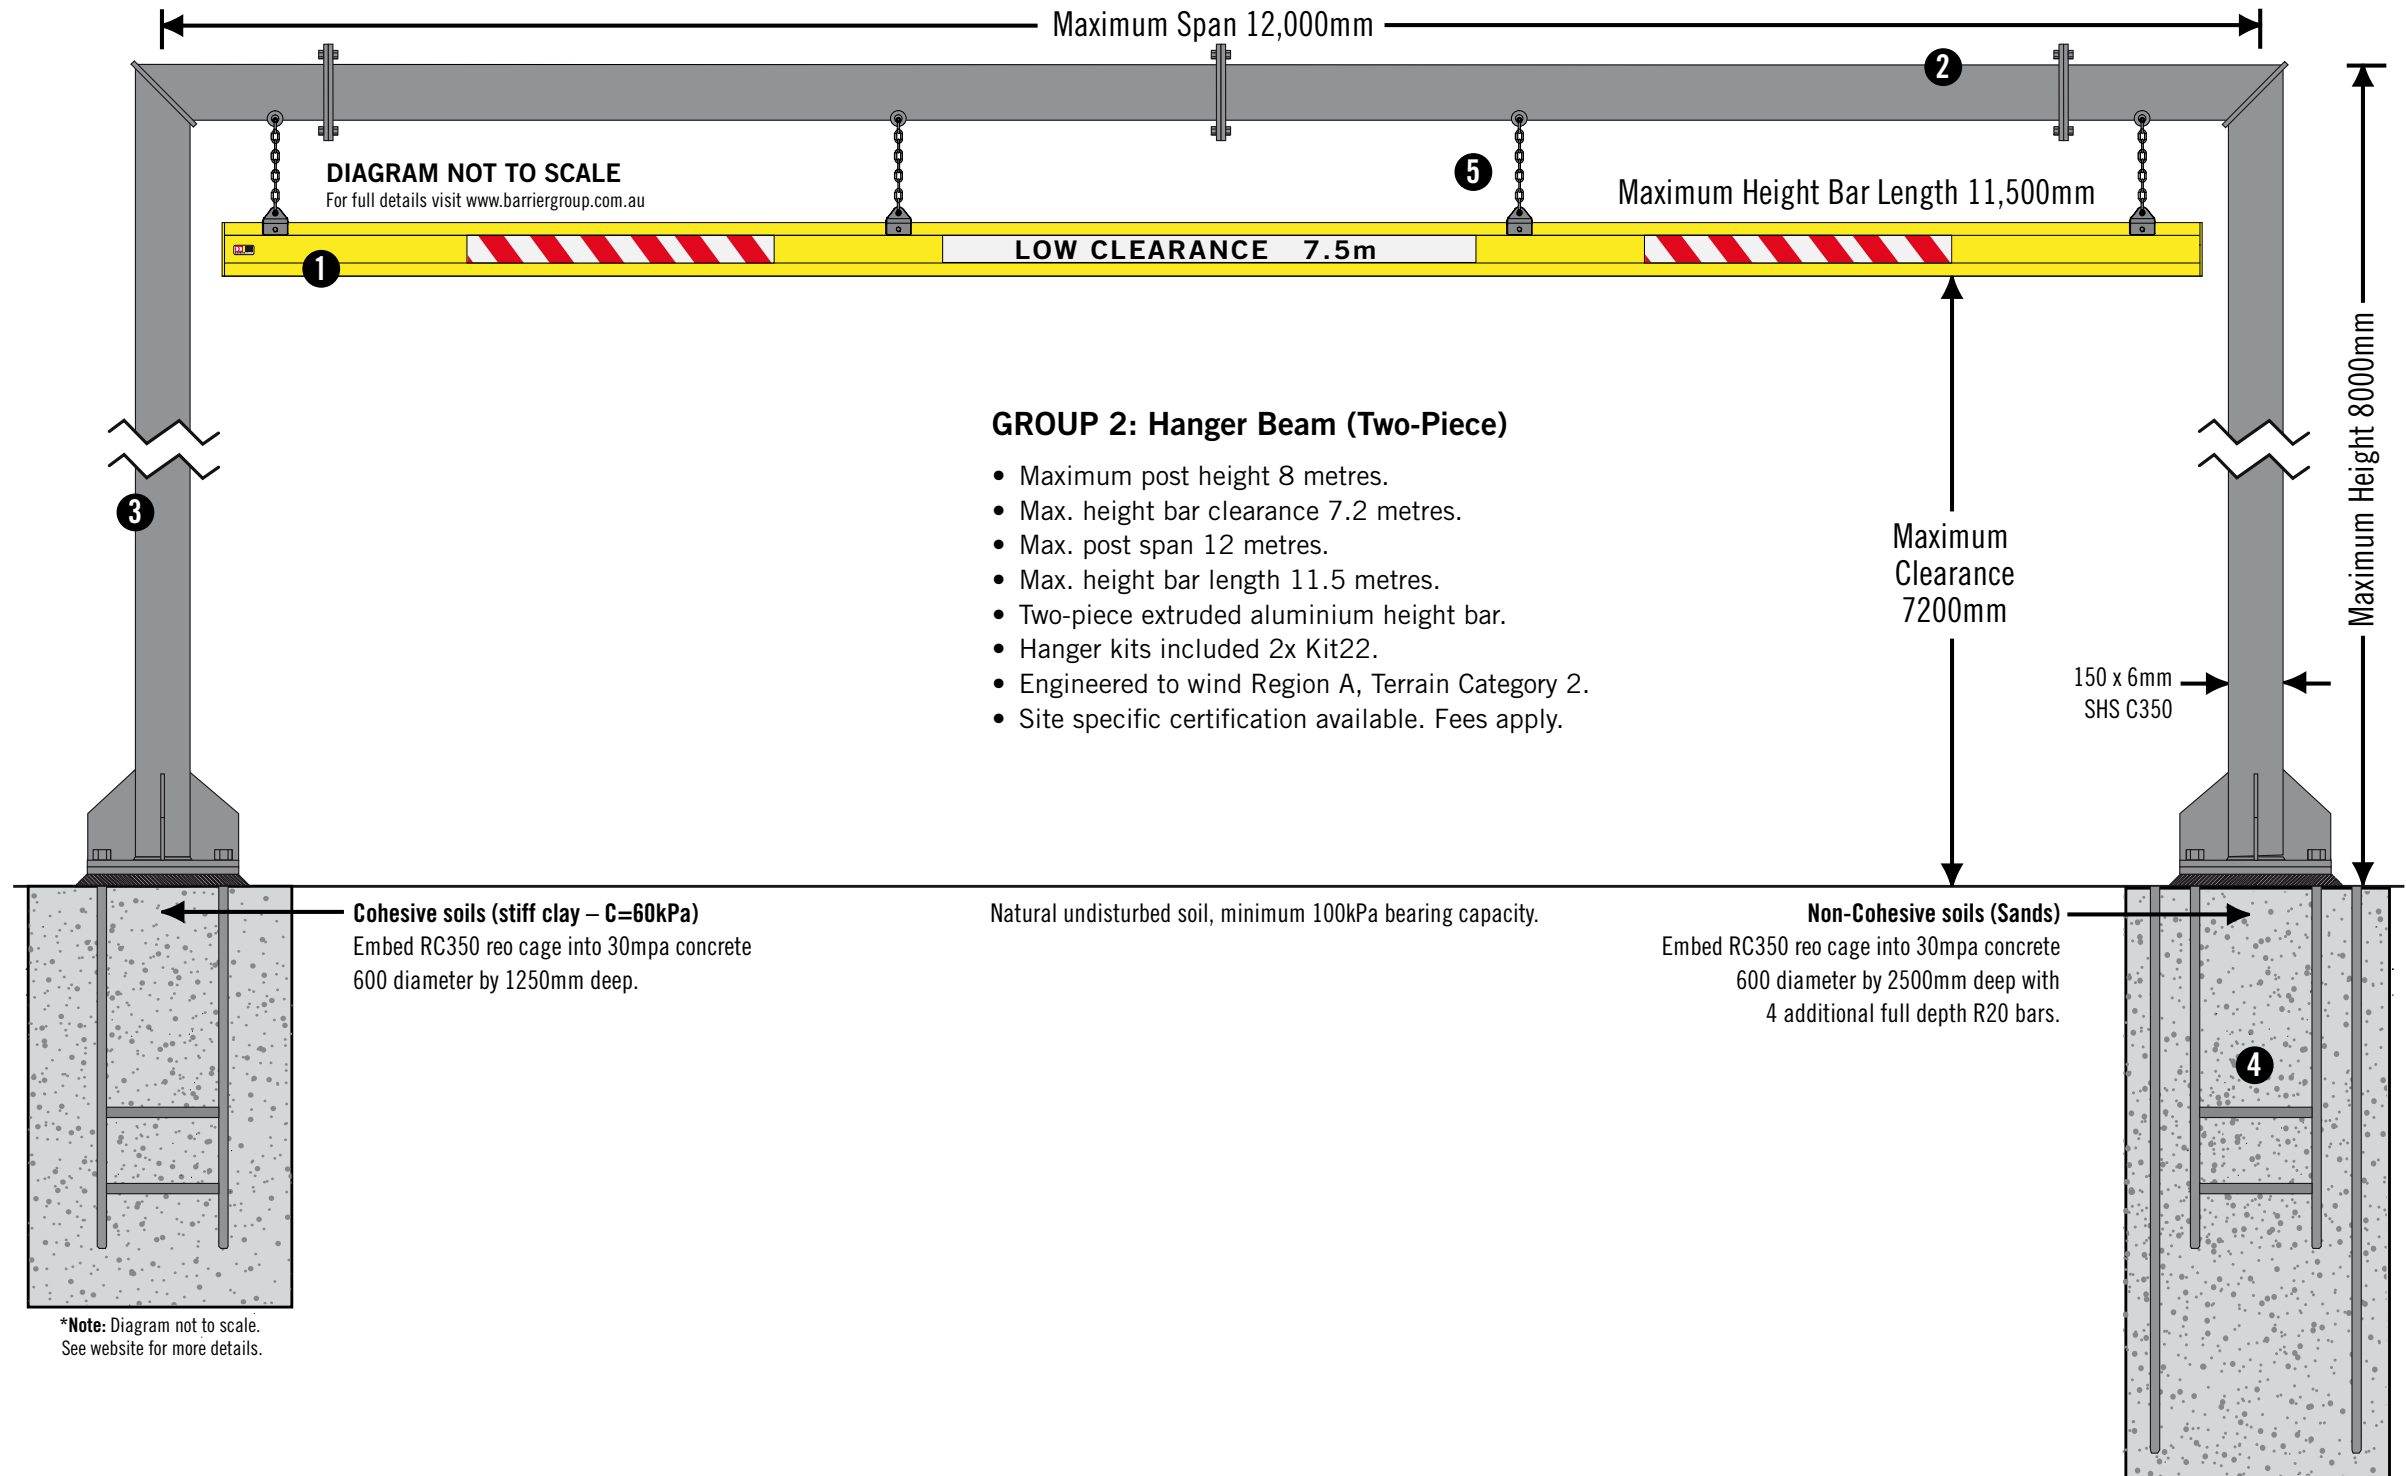 Maximum Span 12,000mm
2
DIAGRAM NOT TO SCALE
For full details visit www.barriergroup.com.au
5
Maximum Height Bar Length 11,500mm
LOW CLEARANCE 7.5m
1
Maximum Height 8000mm
GROUP 2: Hanger Beam (Two-Piece)
• Maximum post height 8 metres.
• Max. height bar clearance 7.2 metres.
• Max. post span 12 metres.
• Max. height bar length 11.5 metres.
• Two-piece extruded aluminium height bar.
• Hanger kits included 2x Kit22.
• Engineered to wind Region A, Terrain Category 2.
• Site specific certification available. Fees apply.
3
Maximum
Clearance
7200mm
150 x 6mm
SHS C350
Cohesive soils (stiff clay – C=60kPa)
Embed RC350 reo cage into 30mpa concrete
600 diameter by 1250mm deep.
Natural undisturbed soil, minimum 100kPa bearing capacity.
Non-Cohesive soils (Sands)
Embed RC350 reo cage into 30mpa concrete
600 diameter by 2500mm deep with
4 additional full depth R20 bars.
4
*Note: Diagram not to scale.
See website for more details.